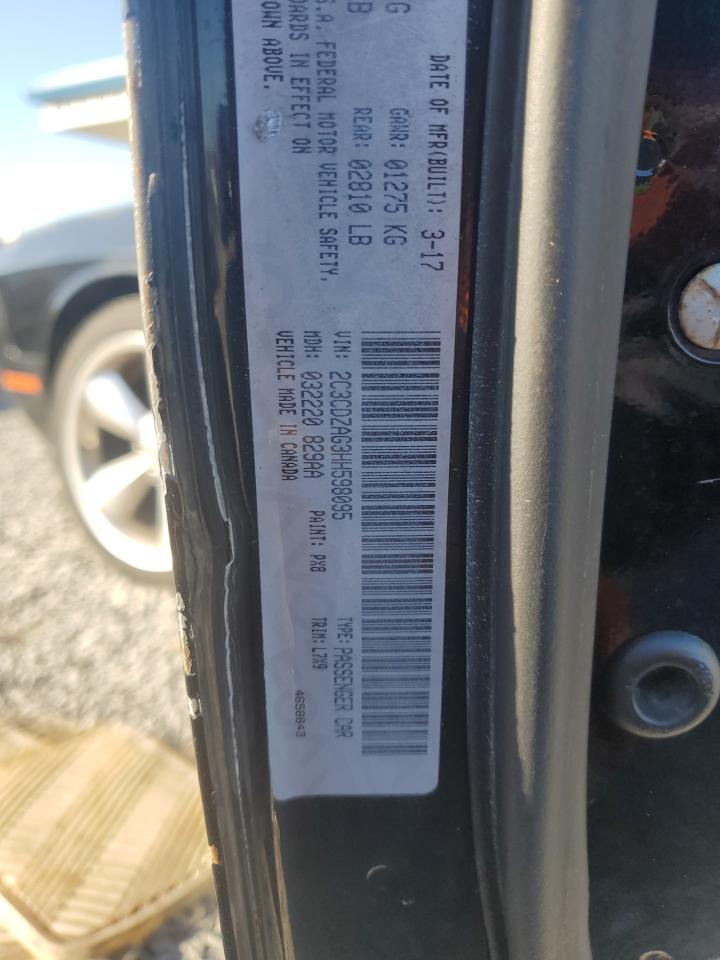 DATE OF MFR(BUILT): 3-17
G GAWR: 01275 KG
B REAR: 02810 LB
S.A. FEDERAL MOTOR VEHICLE SAFETY,
DARDS IN EFFECT ON
OWN ABOVE.
VIN: 2C3CDZAG3HH598095 TYPE: PASSENGER CAR
MDH: 032220 829AA PAINT: PX8 TRIM: L7X9
VEHICLE MADE IN CANADA 4658843